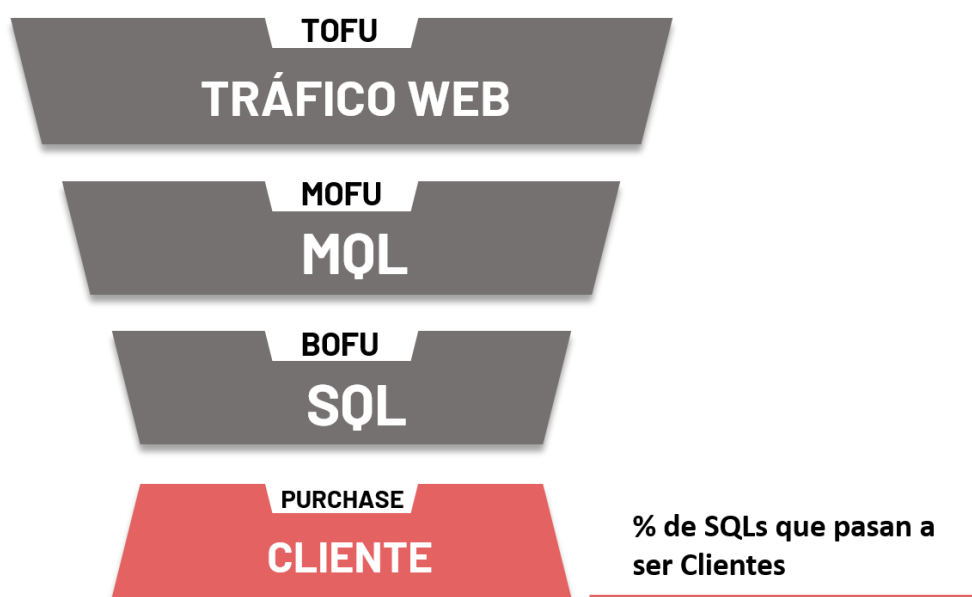 TOFU
TRÁFICO WEB
MOFU
MQL
BOFU
SQL
PURCHASE
CLIENTE
% de SQLs que pasan a
ser Clientes